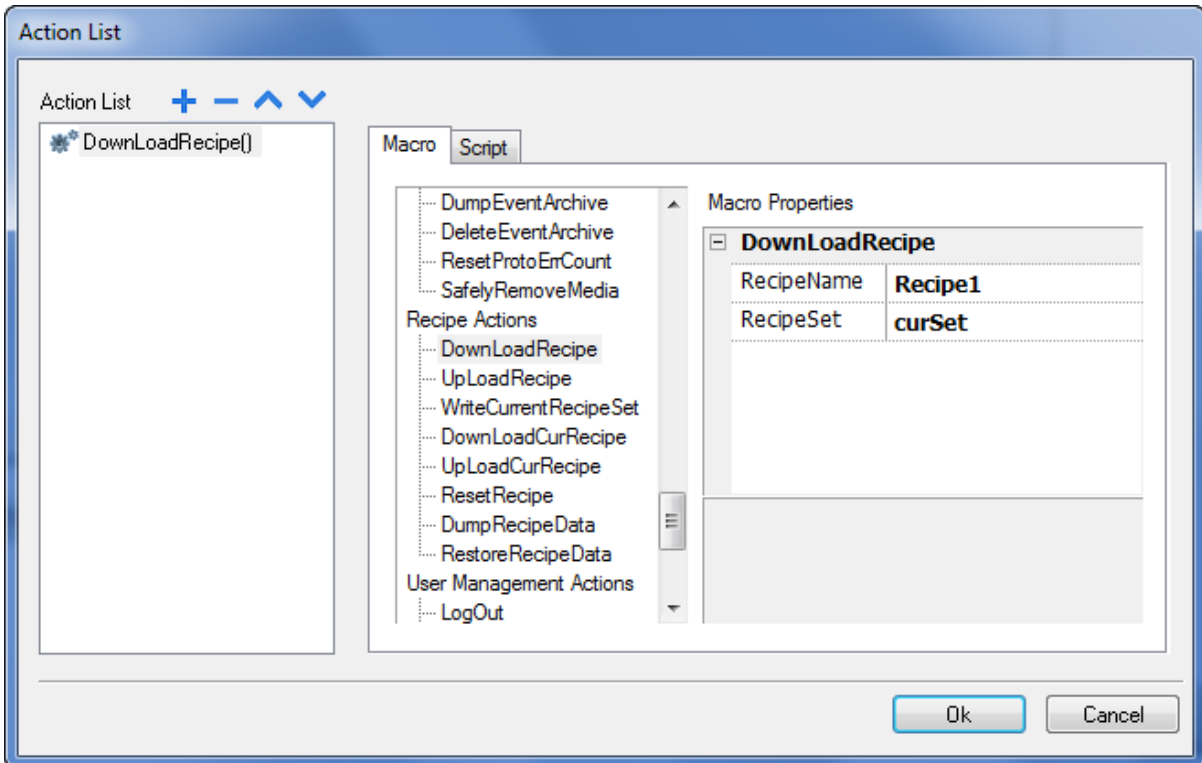 Action List
Action List
DownLoadRecipe()
Macro Script
DumpEventArchive
DeleteEventArchive
ResetProtoErrCount
SafelyRemoveMedia
Recipe Actions
DownLoadRecipe
UpLoadRecipe
WriteCurrentRecipeSet
DownLoadCurRecipe
UpLoadCurRecipe
ResetRecipe
DumpRecipeData
RestoreRecipeData
User Management Actions
LogOut
Macro Properties
DownLoadRecipe
RecipeName Recipe1
RecipeSet curSet
Ok Cancel